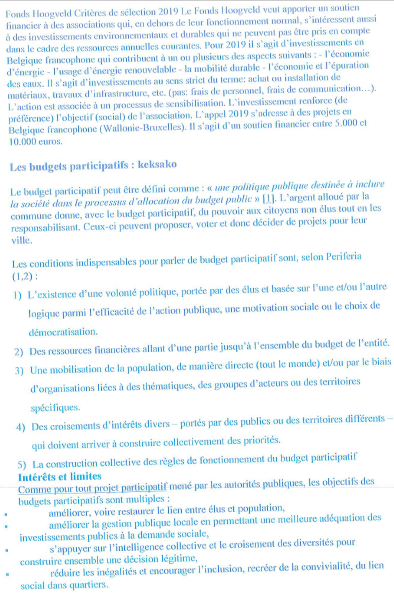 Fonds Hoogveld Critères de sélection 2019 Le Fonds Hoogveld veut apporter un soutien
financier à des associations qui, en dehors de leur fonctionnement normal, s'intéressent aussi
à des investissements environnementaux et durables qui ne peuvent pas être pris en compte
dans le cadre des ressources annuelles courantes. Pour 2019 il s'agit d'investissements en
Belgique francophone qui contribuent à un ou plusieurs des aspects suivants : - l'économie
d'énergie - l'usage d'énergie renouvelable - la mobilité durable - l'économie et l'épuration
des eaux. Il s'agit d'investissements au sens strict du terme: achat ou installation de
matériaux, travaux d'infrastructure, etc. (pas: frais de personnel, frais de communication…).
L'action est associée à un processus de sensibilisation. L'investissement renforce (de
préférence) l'objectif (social) de l'association. L'appel 2019 s'adresse à des projets en
Belgique francophone (Wallonie-Bruxelles). Il s'agit d'un soutien financier entre 5.000 et
10.000 euros.
Les budgets participatifs : keksako
Le budget participatif peut être défini comme : « une politique publique destinée à inclure
la société dans le processus d'allocation du budget public » [1]. L'argent alloué par la
commune donne, avec le budget participatif, du pouvoir aux citoyens non élus tout en les
responsabilisant. Ceux-ci peuvent proposer, voter et donc décider de projets pour leur
ville.
Les conditions indispensables pour parler de budget participatif sont, selon Periferia
(1,2) :
1) L'existence d'une volonté politique, portée par des élus et basée sur l'une et/ou l'autre
logique parmi l'efficacité de l'action publique, une motivation sociale ou le choix de
démocratisation.
2) Des ressources financières allant d'une partie jusqu'à l'ensemble du budget de l'entité.
3) Une mobilisation de la population, de manière directe (tout le monde) et/ou par le biais
d'organisations liées à des thématiques, des groupes d'acteurs ou des territoires
spécifiques.
4) Des croisements d'intérêts divers – portés par des publics ou des territoires différents –
qui doivent arriver à construire collectivement des priorités.
5) La construction collective des règles de fonctionnement du budget participatif
Intérêts et limites
Comme pour tout projet participatif mené par les autorités publiques, les objectifs des
budgets participatifs sont multiples :
• améliorer, voire restaurer le lien entre élus et population,
• améliorer la gestion publique locale en permettant une meilleure adéquation des
investissements publics à la demande sociale,
• s'appuyer sur l'intelligence collective et le croisement des diversités pour
construire ensemble une décision légitime,
• réduire les inégalités et encourager l'inclusion, recréer de la convivialité, du lien
social dans quartiers.